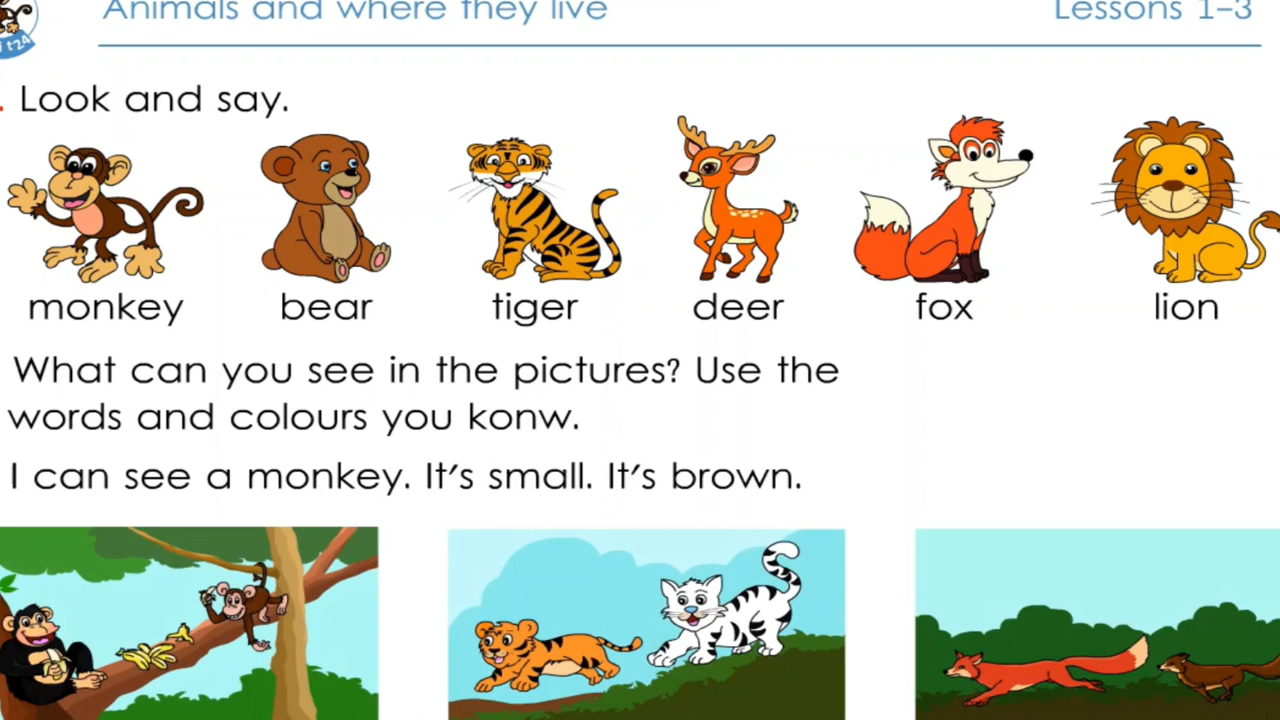 Animals and where they live Lessons 1–3
. Look and say.
monkey bear tiger deer fox lion
What can you see in the pictures? Use the
words and colours you konw.
I can see a monkey. It's small. It's brown.